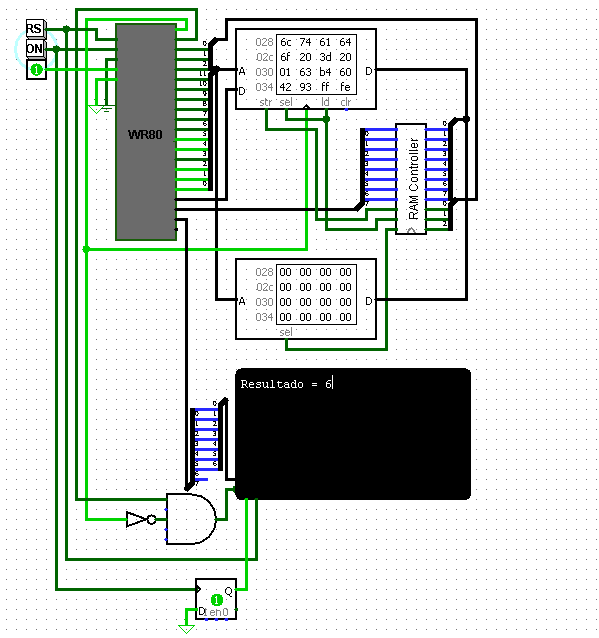 RS
ON
1
WR80
028 6c 74 61 64
02c 6f 20 3d 20
030 01 63 b4 60
034 42 93 ff fe
A
D
D
str sel ld clr
RAM Controller
028 00 00 00 00
02c 00 00 00 00
030 00 00 00 00
034 00 00 00 00
A
D
sel
Resultado = 6
Q
1
D
en0